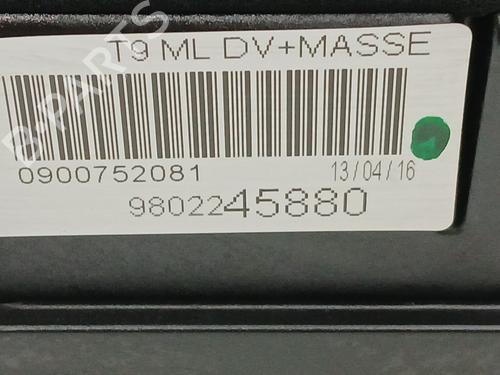 T9 ML DV+MASSE
0900752081
13/04/16
9802245880
B-PARTS